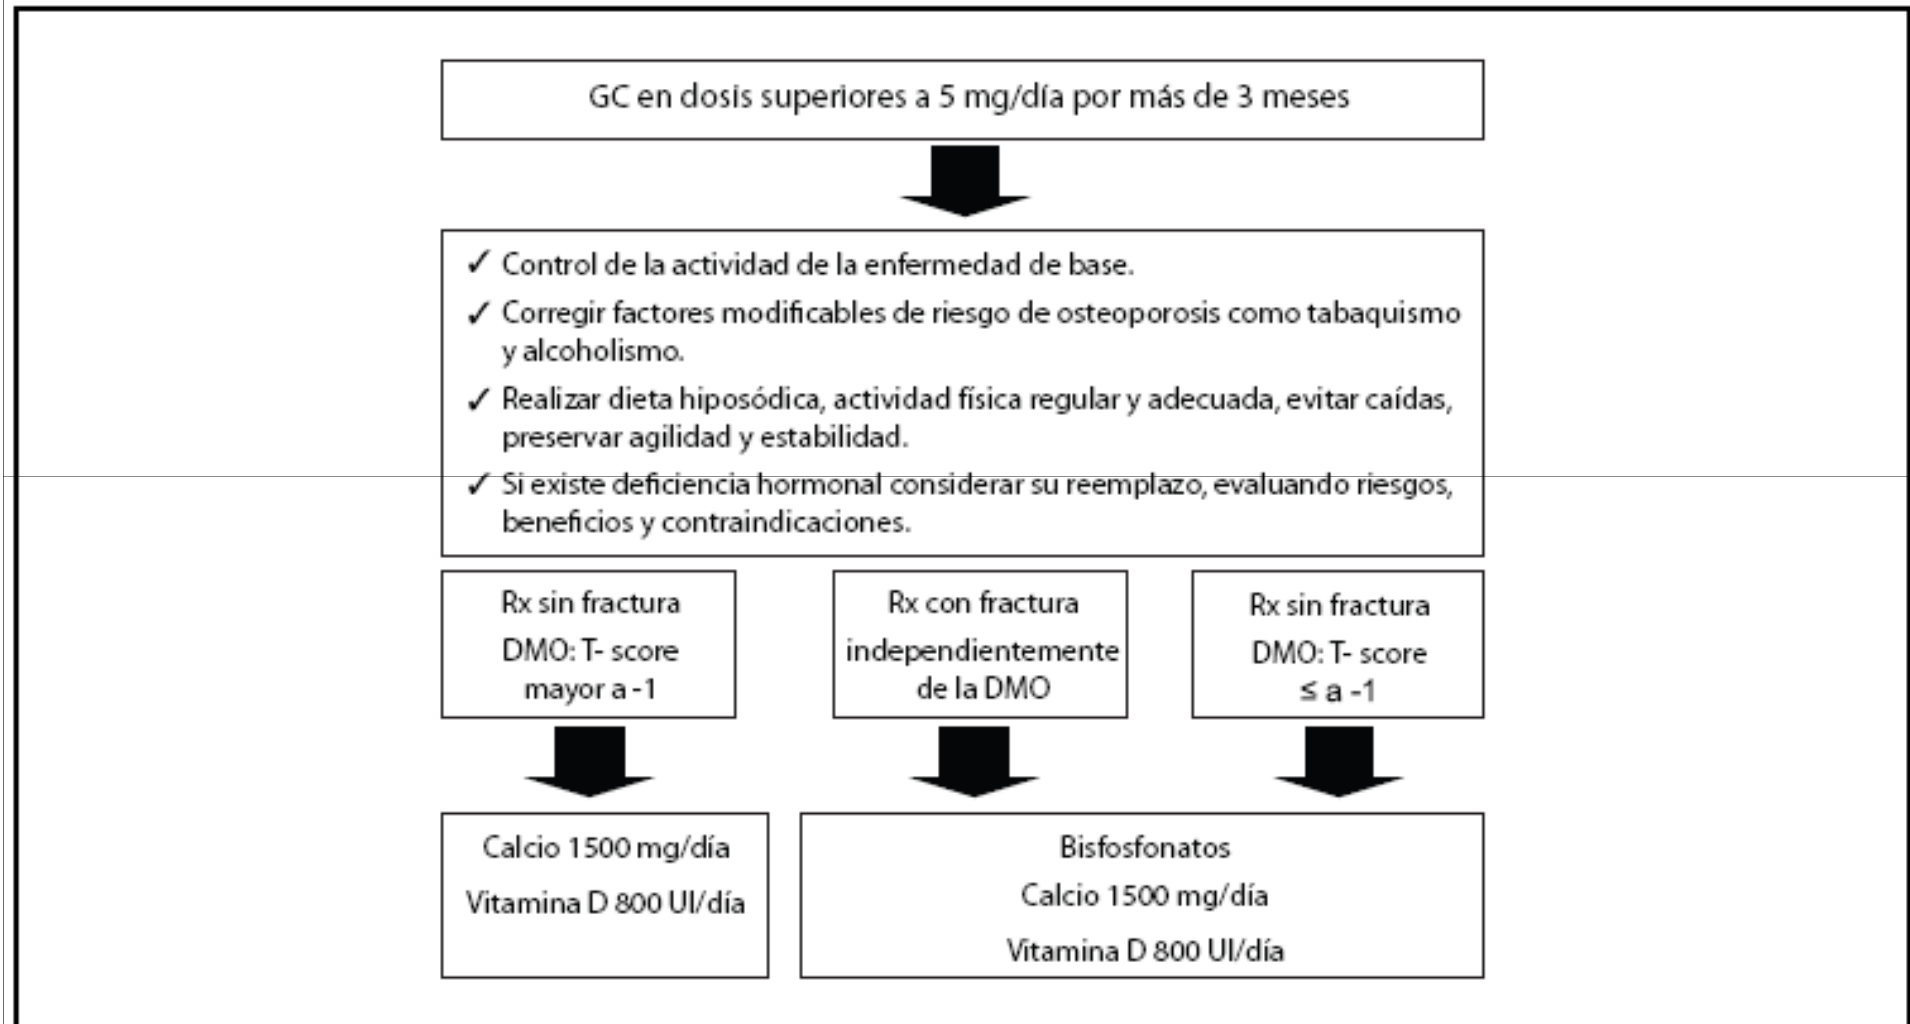 GC en dosis superiores a 5 mg/día por más de 3 meses
✓ Control de la actividad de la enfermedad de base.
✓ Corregir factores modificables de riesgo de osteoporosis como tabaquismo
y alcoholismo.
✓ Realizar dieta hiposódica, actividad física regular y adecuada, evitar caídas,
preservar agilidad y estabilidad.
✓ Si existe deficiencia hormonal considerar su reemplazo, evaluando riesgos,
beneficios y contraindicaciones.
Rx sin fractura
DMO: T- score
mayor a -1
Rx con fractura
independientemente
de la DMO
Rx sin fractura
DMO: T- score
≤ a -1
Calcio 1500 mg/día
Vitamina D 800 UI/día
Bisfosfonatos
Calcio 1500 mg/día
Vitamina D 800 UI/día